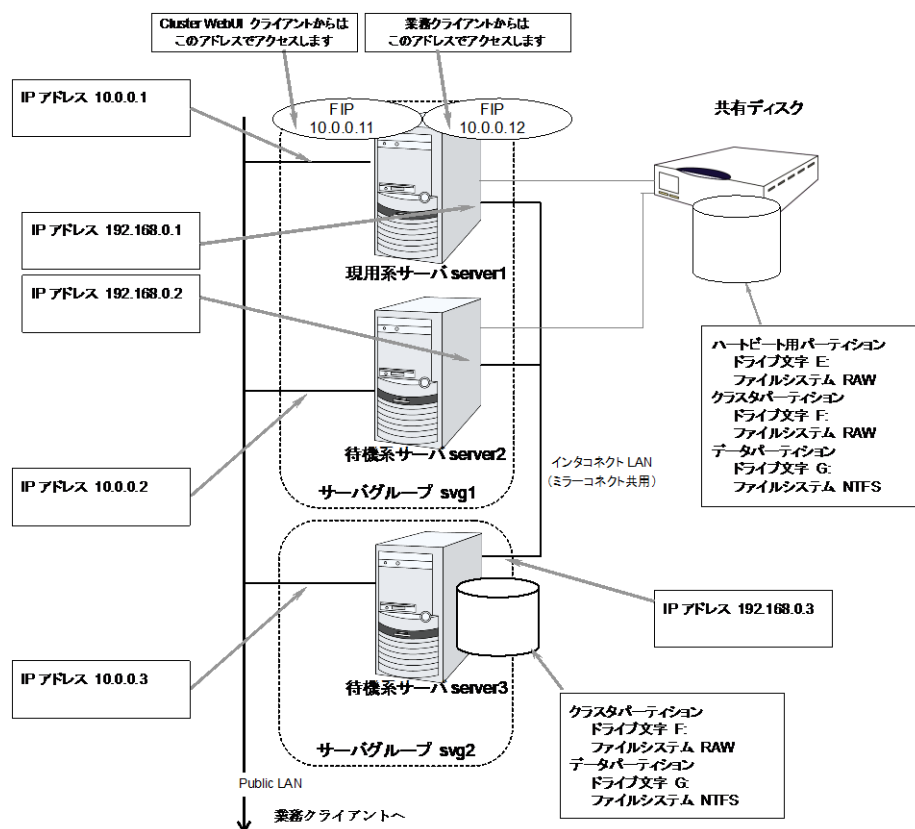 Cluster WebUI クライアントからは
このアドレスでアクセスします
業務クライアントからは
このアドレスでアクセスします
IP アドレス 10.0.0.1
FIP
10.0.0.11
FIP
10.0.0.12
共有ディスク
IP アドレス 192.168.0.1
現用系サーバ server1
IP アドレス 192.168.0.2
ハートビート用パーティション
ドライブ文字 E:
ファイルシステム RAW
クラスタパーティション
ドライブ文字 F:
ファイルシステム RAW
データパーティション
ドライブ文字 G:
ファイルシステム NTFS
待機系サーバ server2
インタコネクト LAN
（ミラーコネクト共用）
IP アドレス 10.0.0.2
サーバグループ svg1
IP アドレス 192.168.0.3
IP アドレス 10.0.0.3
待機系サーバ server3
クラスタパーティション
ドライブ文字 F:
ファイルシステム RAW
データパーティション
ドライブ文字 G:
ファイルシステム NTFS
サーバグループ svg2
Public LAN
業務クライアントへ